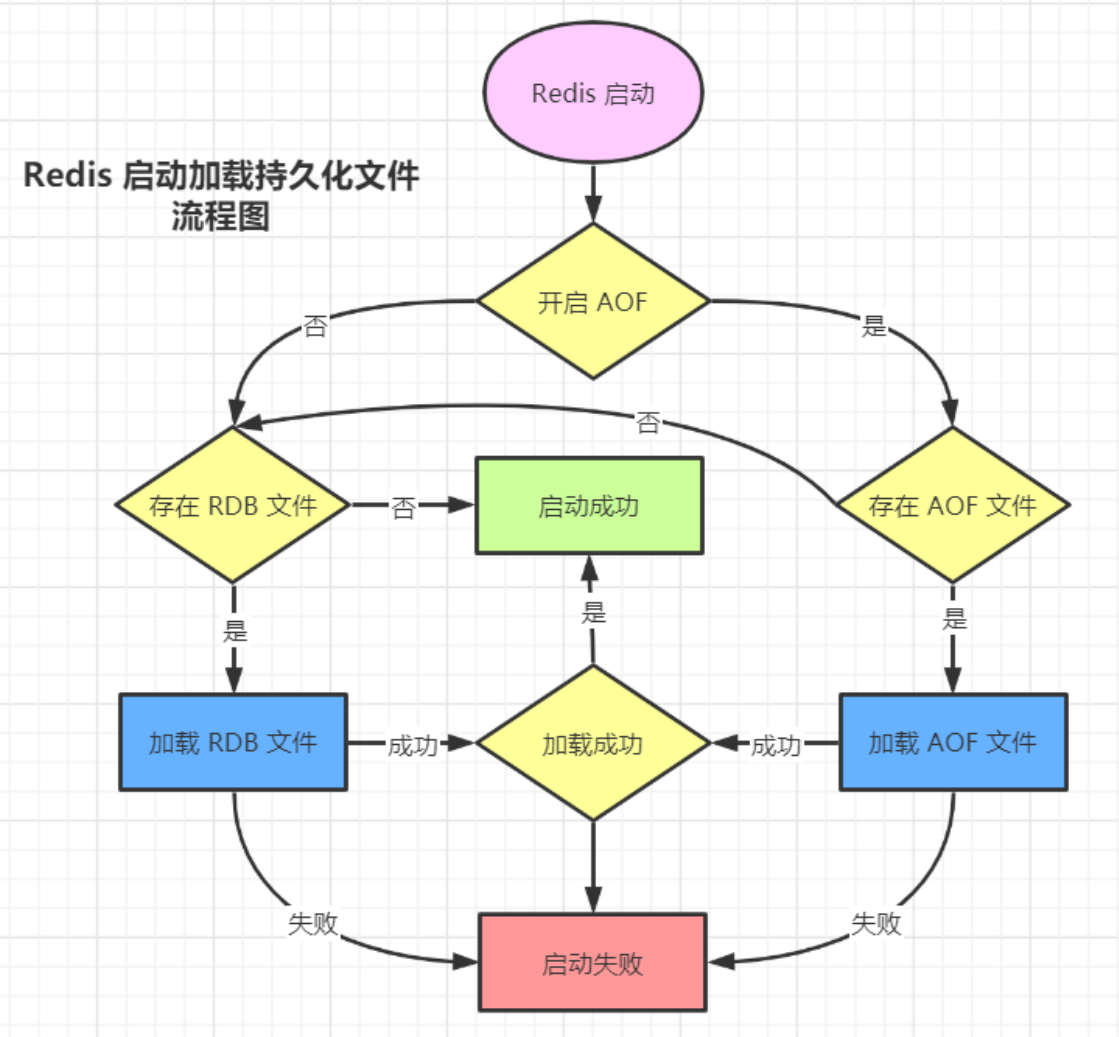 Redis 启动
Redis 启动加载持久化文件
流程图
开启 AOF
否
是
否
存在 RDB 文件
否
启动成功
存在 AOF 文件
是
是
是
加载 RDB 文件
成功
加载成功
成功
加载 AOF 文件
失败
失败
启动失败